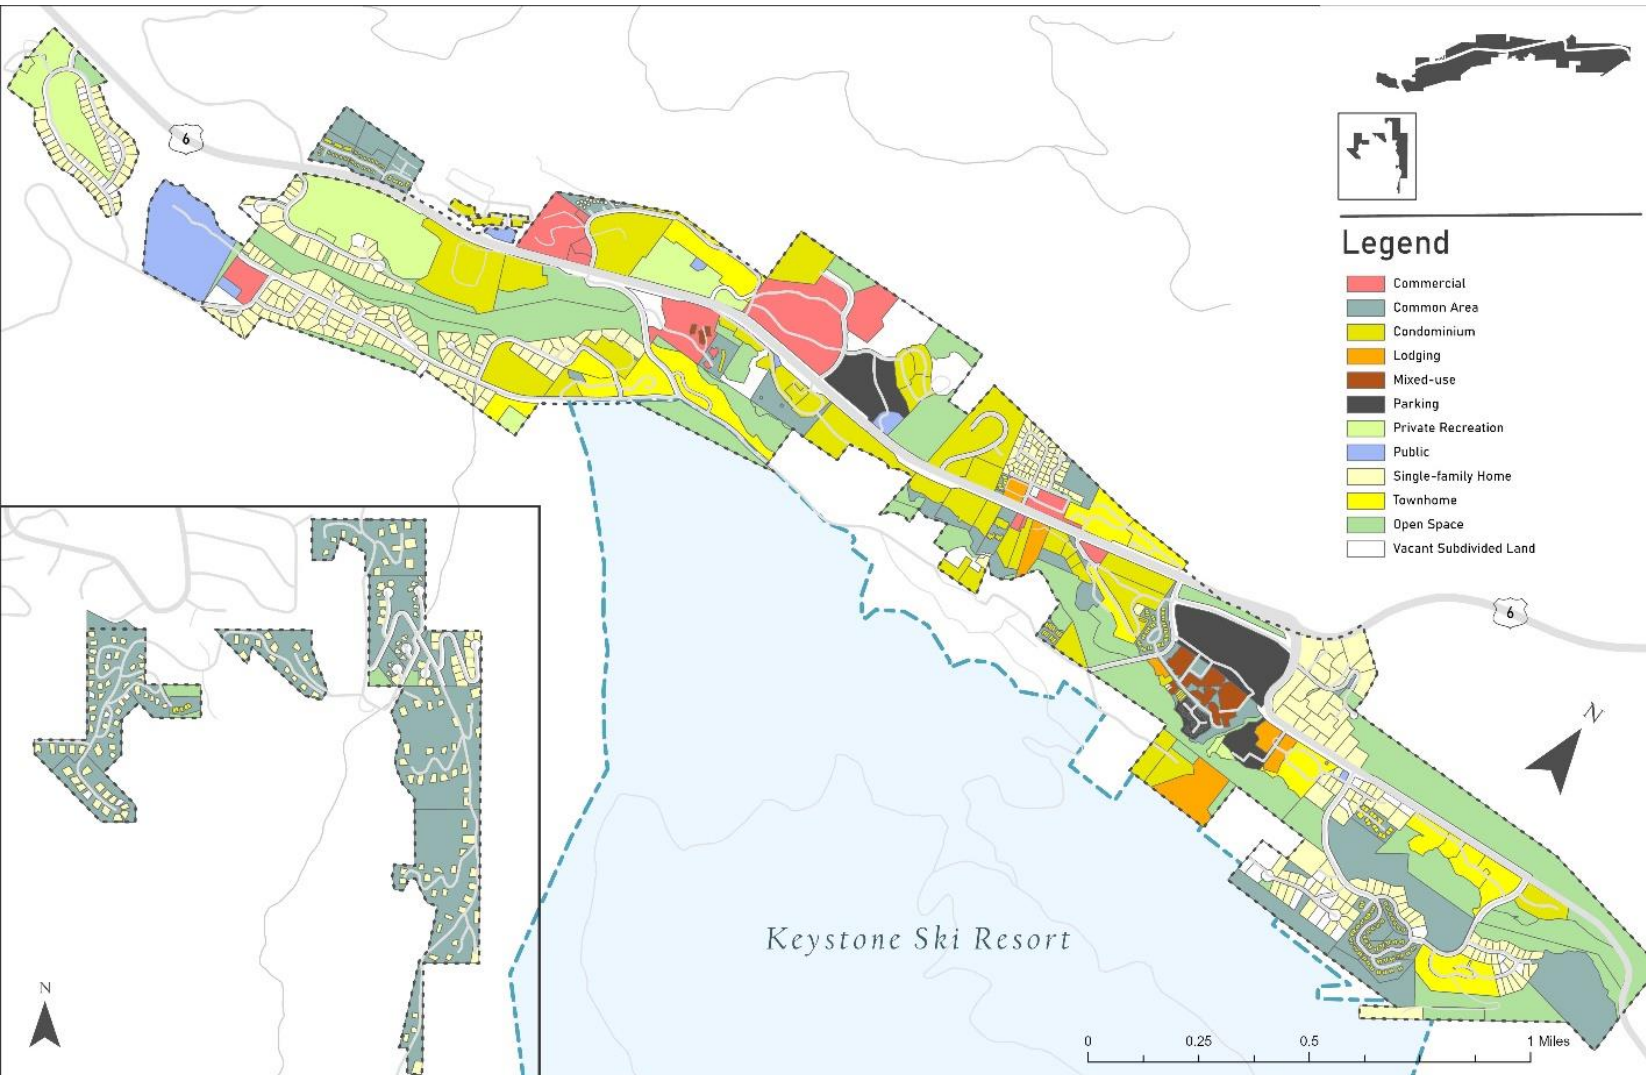 6
N
Legend
Commercial
Common Area
Condominium
Lodging
Mixed-use
Parking
Private Recreation
Public
Single-family Home
Townhome
Open Space
Vacant Subdivided Land
6
N
Keystone Ski Resort
0 0.25 0.5 1 Miles